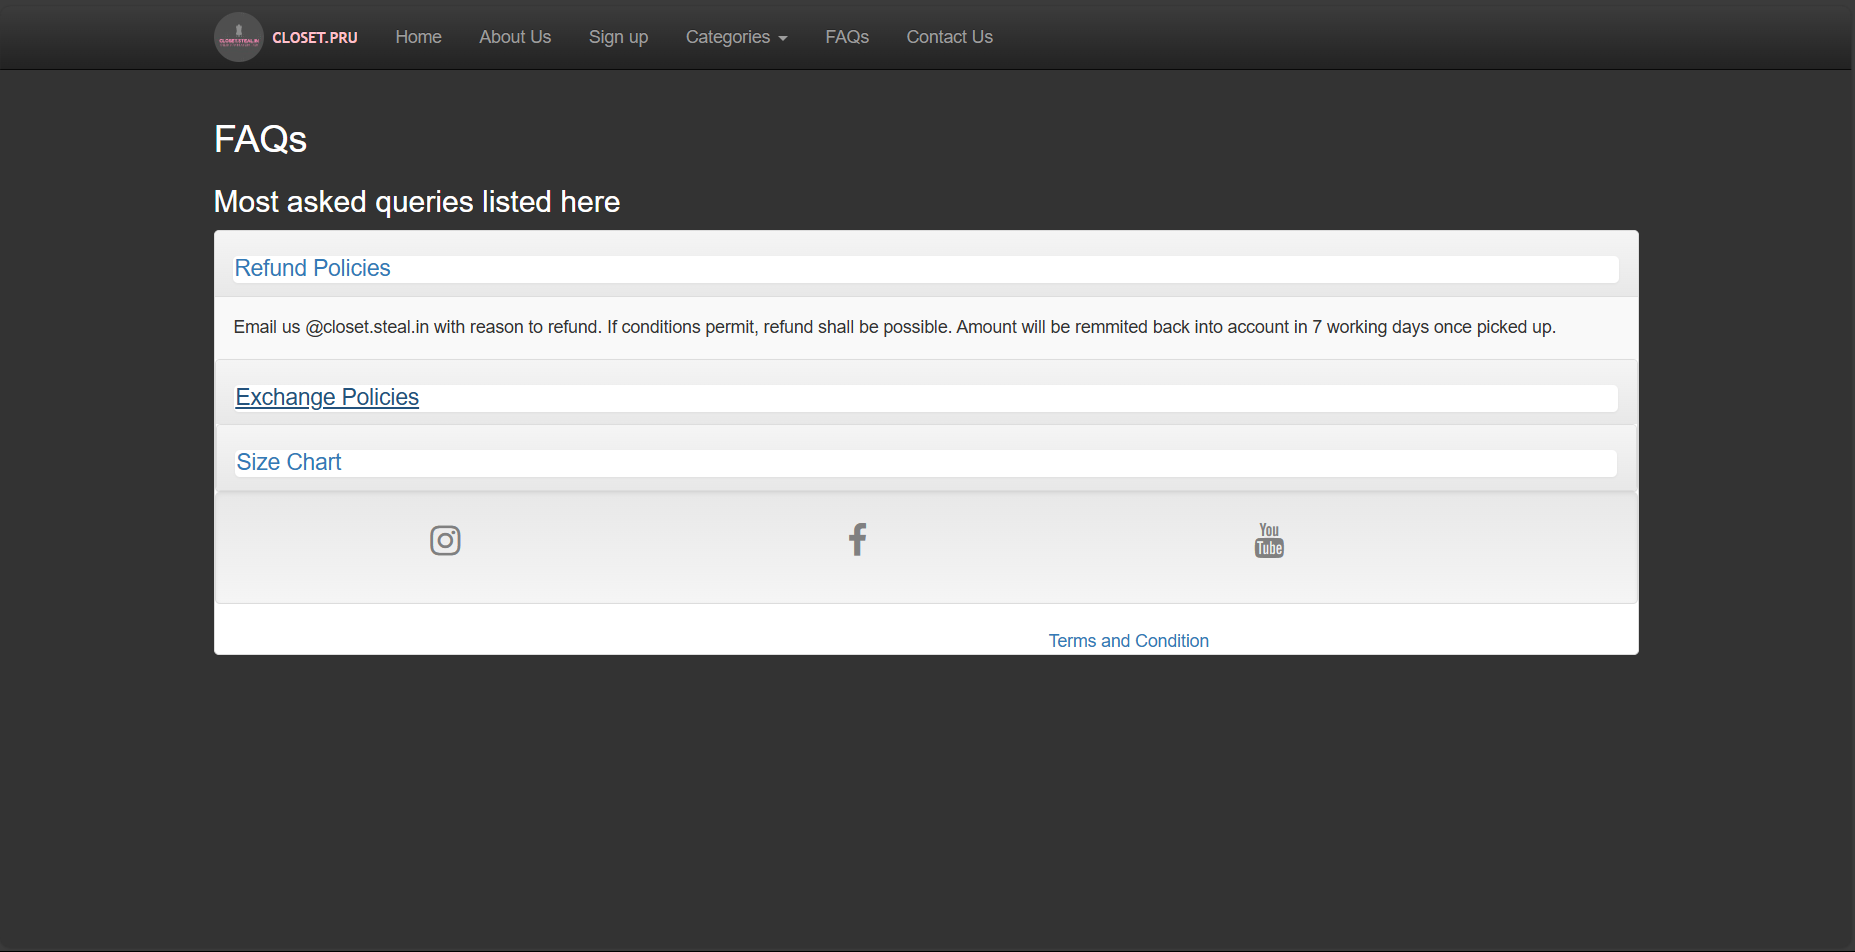 CLOSET.PRU Home About Us Sign up Categories FAQs Contact Us
FAQs
Most asked queries listed here
Refund Policies
Email us @closet.steal.in with reason to refund. If conditions permit, refund shall be possible. Amount will be remmited back into account in 7 working days once picked up.
Exchange Policies
Size Chart
You
Tube
Terms and Condition